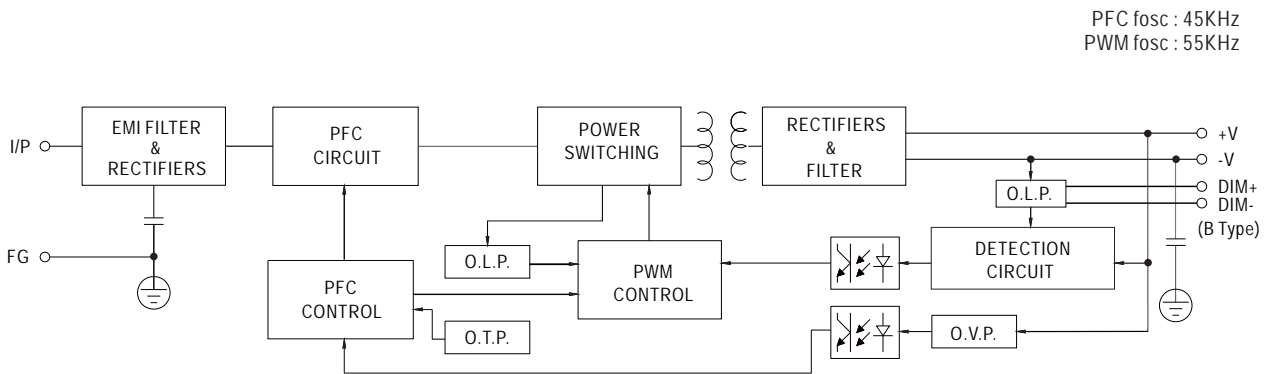 PFC fosc : 45KHz
PWM fosc : 55KHz
I/P
EMI FILTER
&
RECTIFIERS
PFC
CIRCUIT
POWER
SWITCHING
RECTIFIERS
&
FILTER
+V
-V
O.L.P.
DIM+
DIM-
(B Type)
FG
PFC
CONTROL
O.L.P.
O.T.P.
PWM
CONTROL
DETECTION
CIRCUIT
O.V.P.